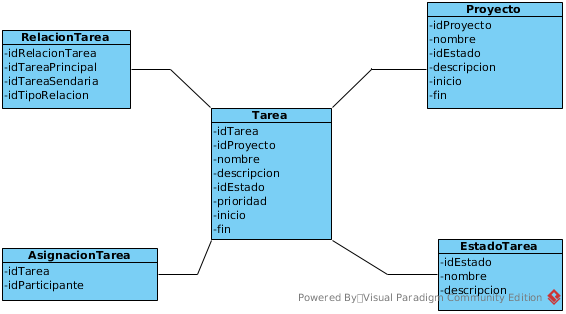 Proyecto
-idProyecto
-nombre
-idEstado
-descripcion
-inicio
-fin
RelacionTarea
-idRelacionTarea
-idTareaPrincipal
-idTareaSendaria
-idTipoRelacion
Tarea
-idTarea
-idProyecto
-nombre
-descripcion
-idEstado
-prioridad
-inicio
-fin
AsignacionTarea
-idTarea
-idParticipante
EstadoTarea
-idEstado
-nombre
-descripcion
Powered By Visual Paradigm Community Edition